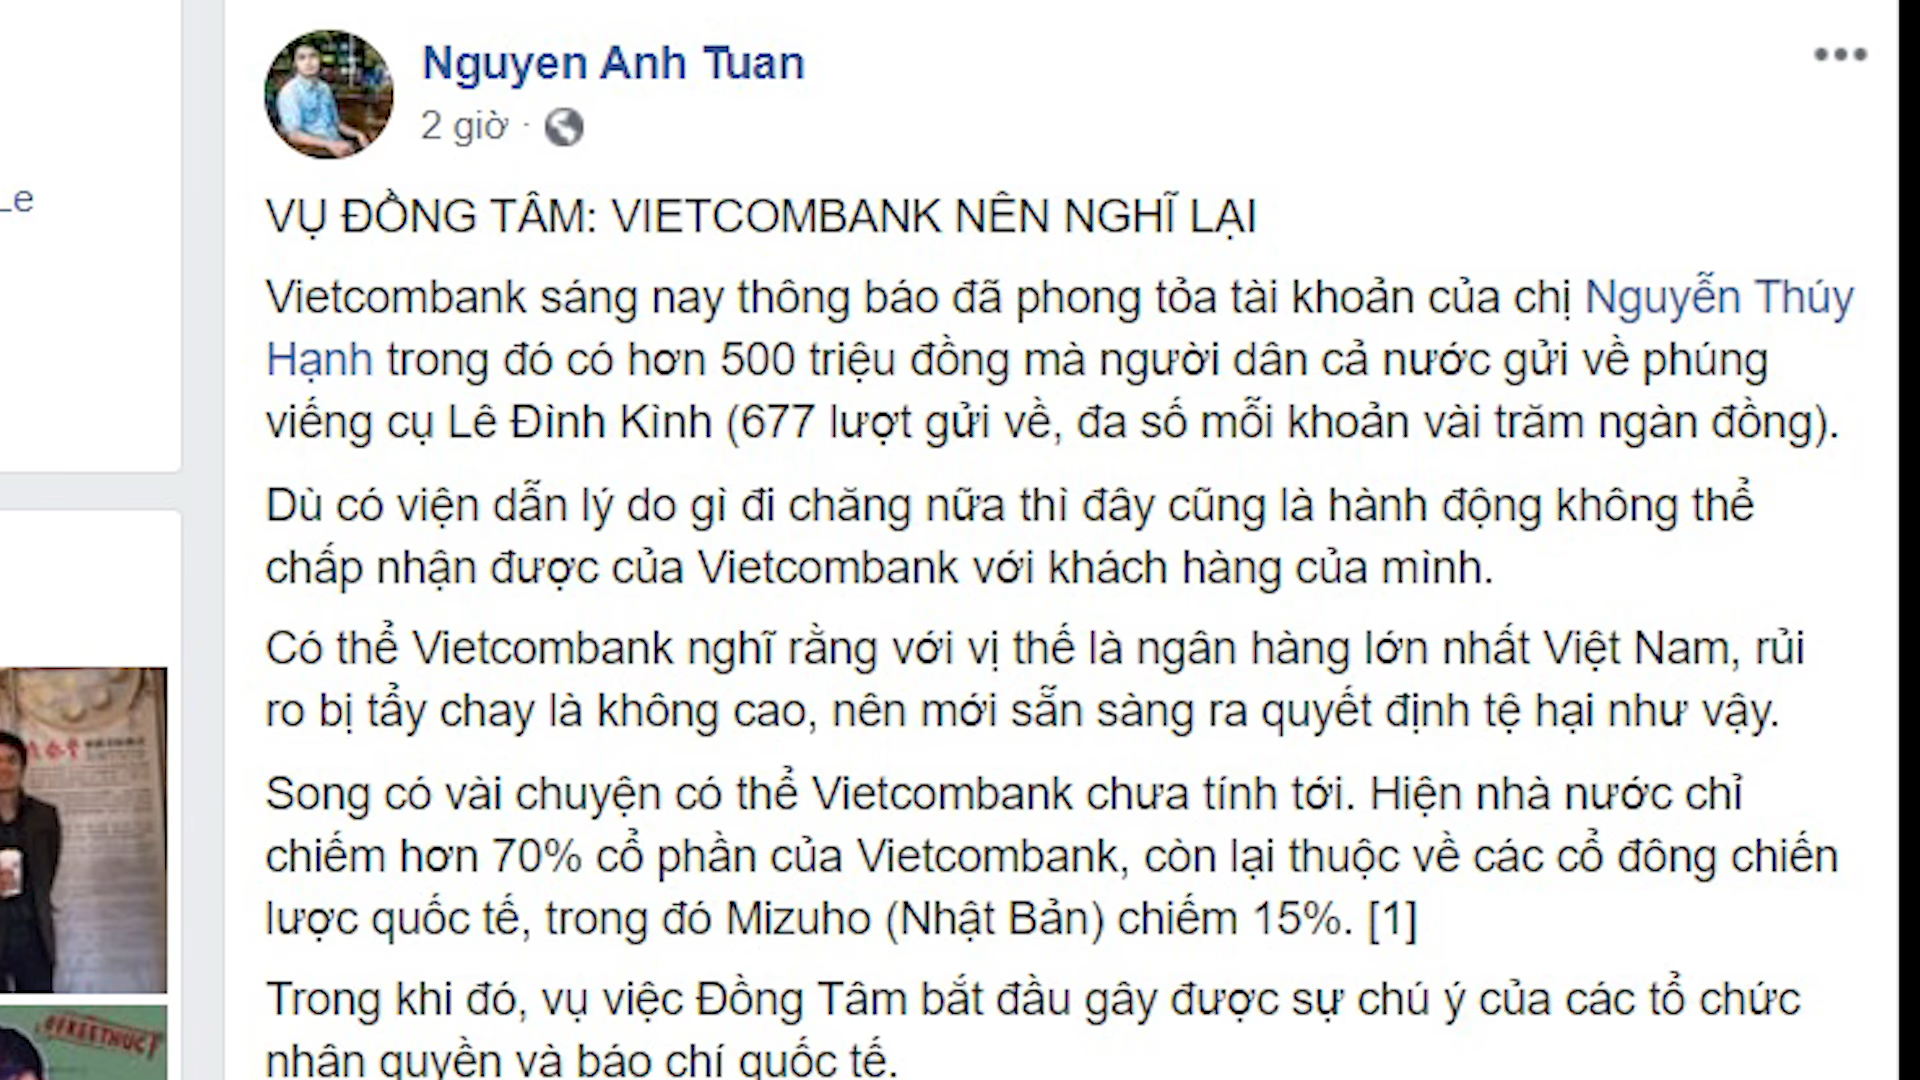 Nguyen Anh Tuan
2 giờ ·
Le
VỤ ĐỒNG TÂM: VIETCOMBANK NÊN NGHĨ LẠI
Vietcombank sáng nay thông báo đã phong tỏa tài khoản của chị Nguyễn Thúy
Hạnh trong đó có hơn 500 triệu đồng mà người dân cả nước gửi về phúng
viếng cụ Lê Đình Kình (677 lượt gửi về, đa số mỗi khoản vài trăm ngàn đồng).
Dù có viện dẫn lý do gì đi chăng nữa thì đây cũng là hành động không thể
chấp nhận được của Vietcombank với khách hàng của mình.
Có thể Vietcombank nghĩ rằng với vị thế là ngân hàng lớn nhất Việt Nam, rủi
ro bị tẩy chay là không cao, nên mới sẵn sàng ra quyết định tệ hại như vậy.
Song có vài chuyện có thể Vietcombank chưa tính tới. Hiện nhà nước chỉ
chiếm hơn 70% cổ phần của Vietcombank, còn lại thuộc về các cổ đông chiến
lược quốc tế, trong đó Mizuho (Nhật Bản) chiếm 15%. [1]
Trong khi đó, vụ việc Đồng Tâm bắt đầu gây được sự chú ý của các tổ chức
nhân quyền và báo chí quốc tế.
#FREETHUCT